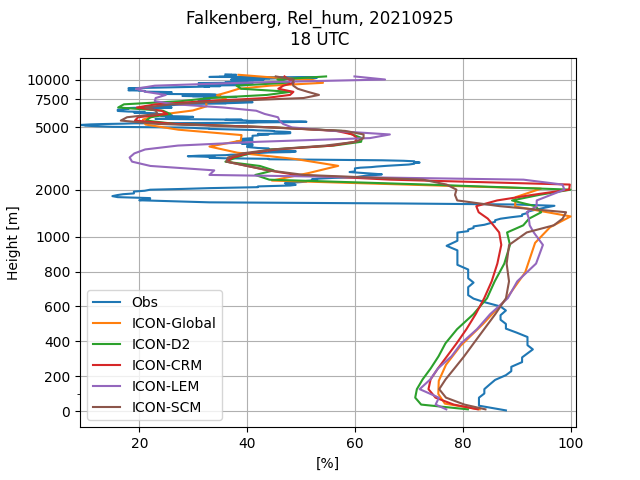 Falkenberg, Rel_hum, 20210925
18 UTC
Height [m]
10000
7500
5000
2000
1000
800
600
400
200
0
Obs
ICON-Global
ICON-D2
ICON-CRM
ICON-LEM
ICON-SCM
20
40
60
80
100
[%]